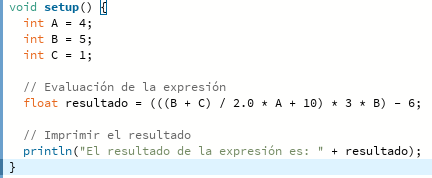 void setup() {
  int A = 4;
  int B = 5;
  int C = 1;

  // Evaluación de la expresión
  float resultado = (((B + C) / 2.0 * A + 10) * 3 * B) - 6;

  // Imprimir el resultado
  println("El resultado de la expresión es: " + resultado);
}